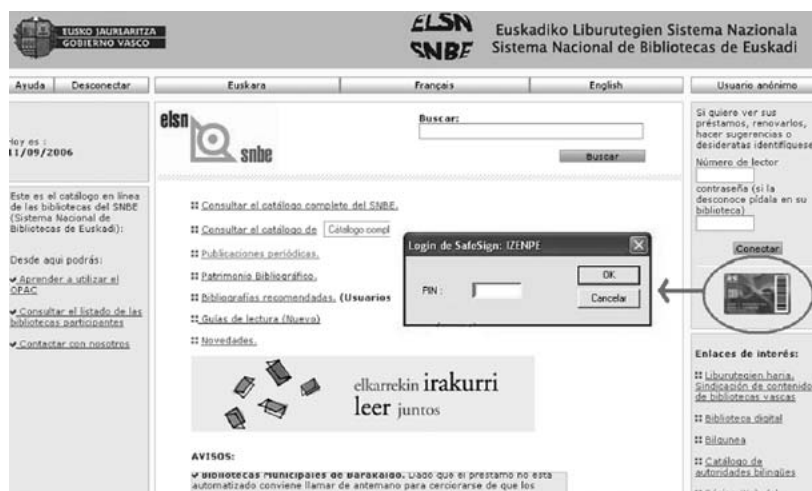 EUSKO JAURLARITZA
GOBIERNO VASCO
ELSN
SNBE
Euskadiko Liburutegien Sistema Nazionala
Sistema Nacional de Bibliotecas de Euskadi
Ayuda
Desconectar
Euskara
Français
English
Usuario anónimo
Hoy es :
11/09/2006
Este es el catálogo en línea
de las bibliotecas del SNBE
(Sistema Nacional de
Bibliotecas de Euskadi):
Desde aqui podrás:
Aprender a utilizar el
OPAC
Consultar el listado de las
bibliotecas participantes
Contactar con nosotros
elsn
snbe
Buscar:
Buscar
Consultar el catálogo complete del SNBE.
Consultar el catálogo de
Catálogo compl
Publicaciones periódicas.
Patrimonio Bibliográfico.
Bibliografías recomendadas. (Usuarios
Guías de lectura (Nuevo)
Novedades.
Login de SafeSign: IZENPE
PIN :
OK
Cancelar
elkarrekin irakurri
leer juntos
AVISOS:
Bibliotecas Municipales de Barakaldo. Dado que el préstamo no está
automatizado conviene llamar de antemano para cerciorarse de que los
Si quiere ver sus
préstamos, renovarlos,
hacer sugerencias o
desideratas identifíquese
Número de lector
contraseña (si la
desconoce pídala en su
biblioteca)
Conectar
Enlaces de interés:
Liburutegien haria.
Sindicación de contenido
de bibliotecas vascas
Biblioteca digital
Bilgunea
Catálogo de
autoridades bilingües